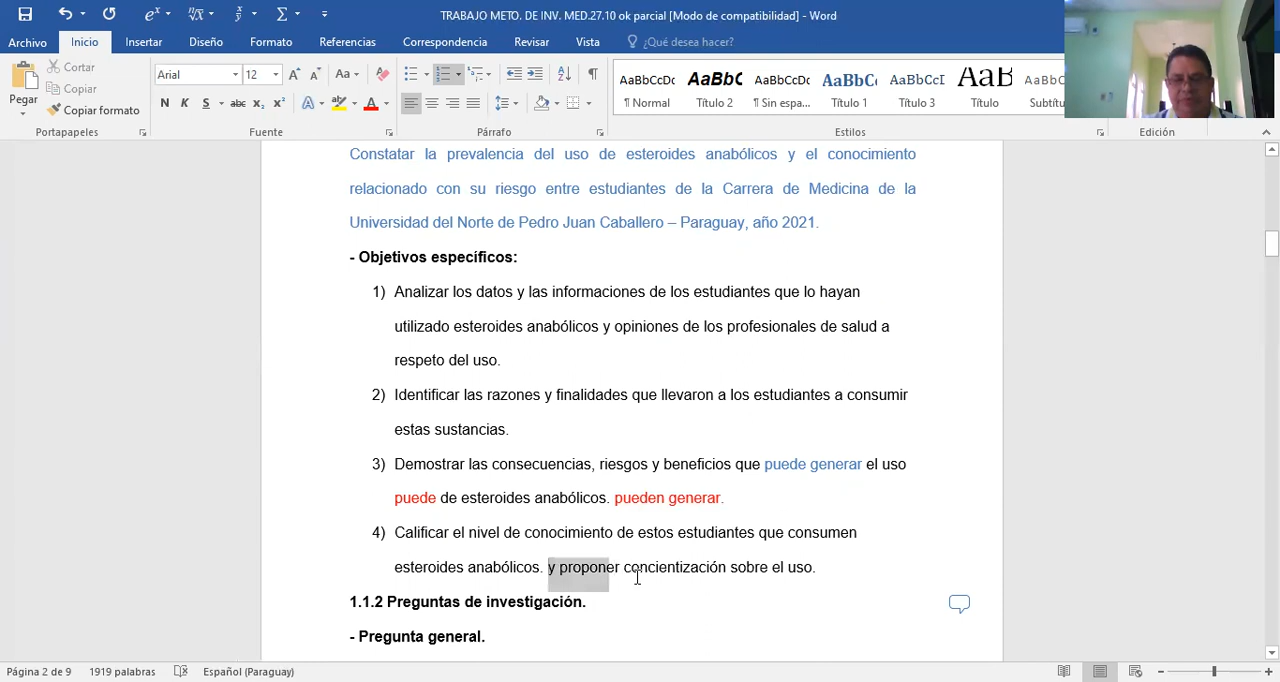 TRABAJO METO. DE INV. MED.27.10 ok parcial [Modo de compatibilidad] - Word
Archivo Inicio Insertar Diseño Formato Referencias Correspondencia Revisar Vista ¿Qué desea hacer?
Pegar
Cortar
Copiar
Copiar formato
Arial 12
N K S abc x₂ x²
AaBbCcDc AaBbC AaBbCcDc AaBbC AaBbCcI AaB AaBbC
¶ Normal Título 2 ¶ Sin espa... Título 1 Título 3 Título Subtítu
Portapapeles Fuente Párrafo Estilos Edición
Constatar la prevalencia del uso de esteroides anabólicos y el conocimiento
relacionado con su riesgo entre estudiantes de la Carrera de Medicina de la
Universidad del Norte de Pedro Juan Caballero – Paraguay, año 2021.
- Objetivos específicos:
1) Analizar los datos y las informaciones de los estudiantes que lo hayan
utilizado esteroides anabólicos y opiniones de los profesionales de salud a
respeto del uso.
2) Identificar las razones y finalidades que llevaron a los estudiantes a consumir
estas sustancias.
3) Demostrar las consecuencias, riesgos y beneficios que puede generar el uso
puede de esteroides anabólicos. pueden generar.
4) Calificar el nivel de conocimiento de estos estudiantes que consumen
esteroides anabólicos. y proponer concientización sobre el uso.
1.1.2 Preguntas de investigación.
- Pregunta general.
Página 2 de 9 1919 palabras Español (Paraguay)